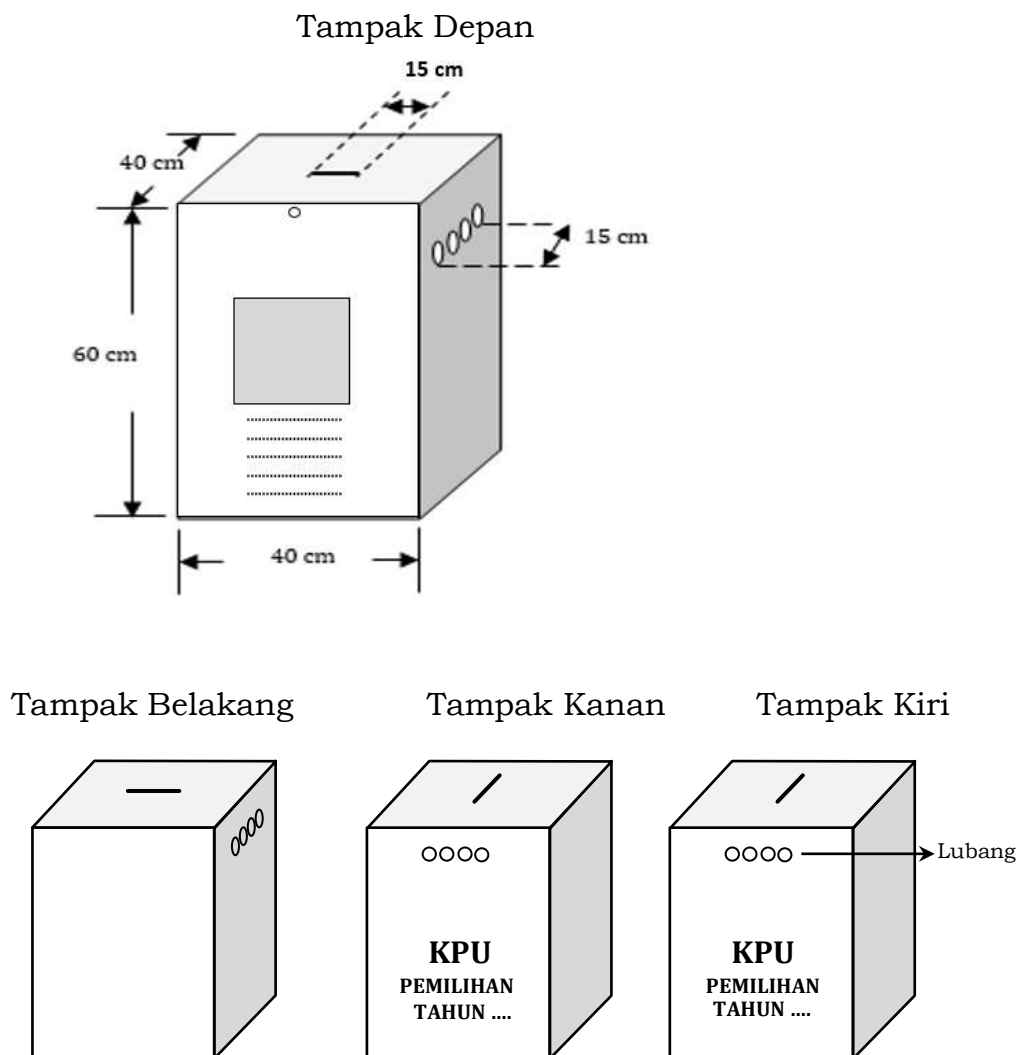 Tampak Depan
15 cm
40 cm
15 cm
60 cm
40 cm
Tampak Belakang
Tampak Kanan
Tampak Kiri
Lubang
KPU
PEMILIHAN
TAHUN ....
KPU
PEMILIHAN
TAHUN ....